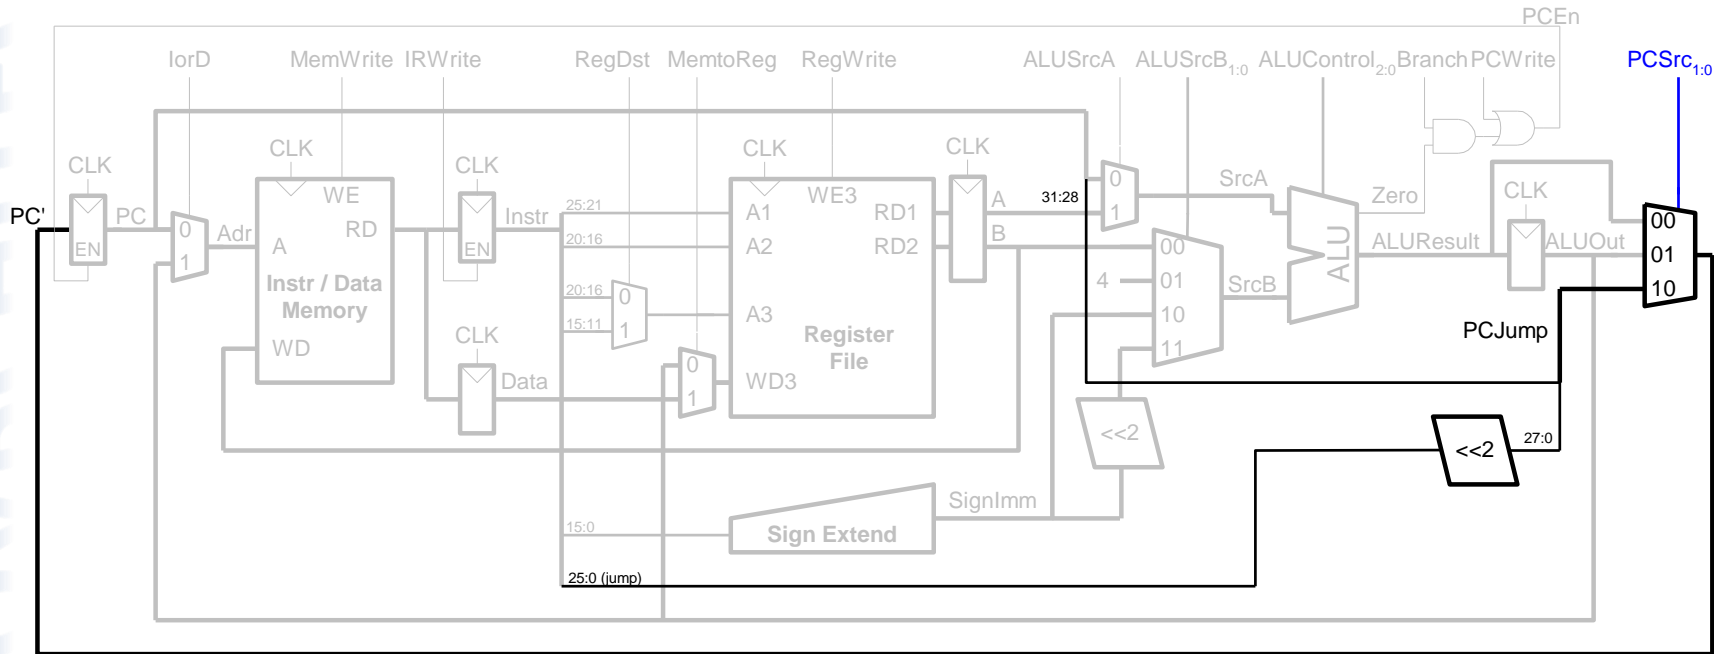 PCEn
IorD MemWrite IRWrite RegDst MemtoReg RegWrite ALUSrcA ALUSrcB1:0 ALUControl2:0 Branch PCWrite PCSrc1:0
CLK CLK CLK CLK CLK CLK
PC' PC EN
0 1 Adr
WE A RD
Instr / Data
Memory
WD
EN Instr
CLK Data
25:21
20:16
20:16
15:11
0 1
0 1
WE3
A1 RD1
A2 RD2
A3
Register
File
WD3
A
B
31:28
0 1
SrcA
00
4 01
10
11
SrcB
ALU
Zero
ALUResult
ALUOut
00
01
10
PCJump
<<2
<<2
27:0
SignImm
15:0
Sign Extend
25:0 (jump)